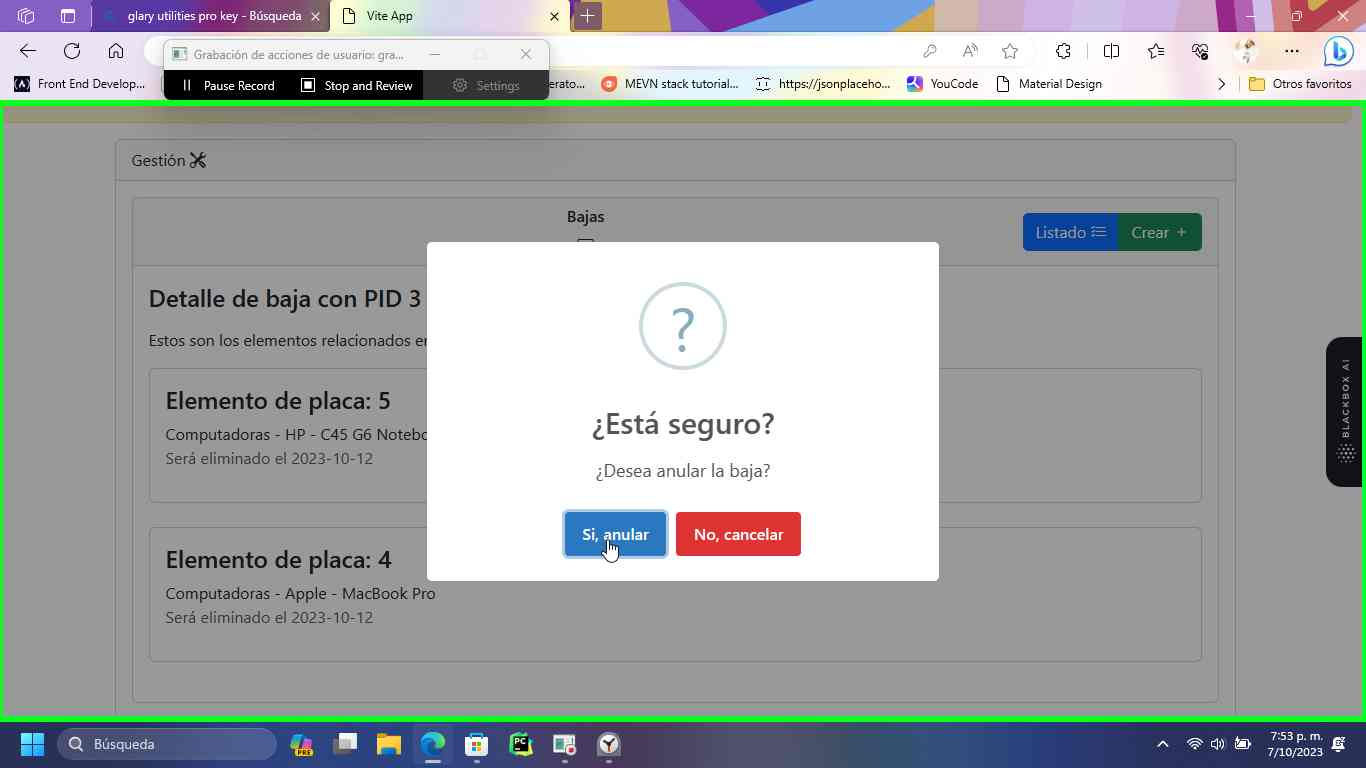 glary utilities pro key - Búsqueda
Vite App
Grabación de acciones de usuario: gra...
Pause Record
Stop and Review
Settings
Front End Develop...
erato...
MEVN stack tutorial...
https://jsonplaceho...
YouCode
Material Design
Otros favoritos
Gestión
Bajas
Listado
Crear +
Detalle de baja con PID 3
Estos son los elementos relacionados en
Elemento de placa: 5
Computadoras - HP - C45 G6 Notebo
Será eliminado el 2023-10-12
Elemento de placa: 4
Computadoras - Apple - MacBook Pro
Será eliminado el 2023-10-12
?
¿Está seguro?
¿Desea anular la baja?
Si, anular
No, cancelar
BLACKBOX AI
Búsqueda
PRE
PC
7:53 p. m.
7/10/2023